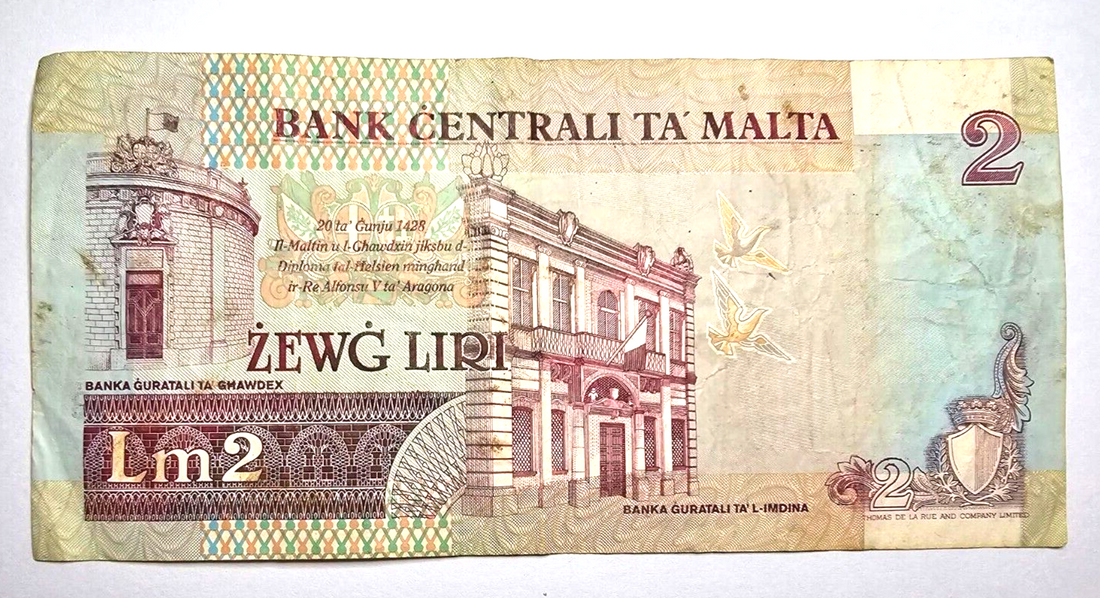 BANK ĊENTRALI TA' MALTA
2
20 ta' Ġunju 1428
Il-Maltin u l-Għawdxin jiksbu d-
Diploma tal-Ħelsien mingħand
ir-Re Alfonsu V ta' Aragona
ŻEWĠ LIRI
BANKA ĠURATALI TA' GĦAWDEX
Lm2
BANKA ĠURATALI TA' L-IMDINA
2
THOMAS DE LA RUE AND COMPANY LIMITED